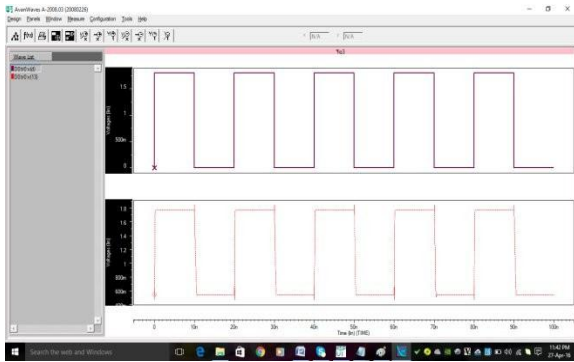 AvanWaves A-2008.03 (20080226)
Design Panels Window Measure Configuration Tools Help
Wave List
Voltages (lin)
1.5
1
500m
0
Voltages (lin)
1.8
1.6
1.4
1.2
1
800m
600m
0 10n 20n 30n 40n 50n 60n 70n 80n 90n 100n
Time (lin) (TIME)
Search the web and Windows
11:42 PM
27-Apr-18